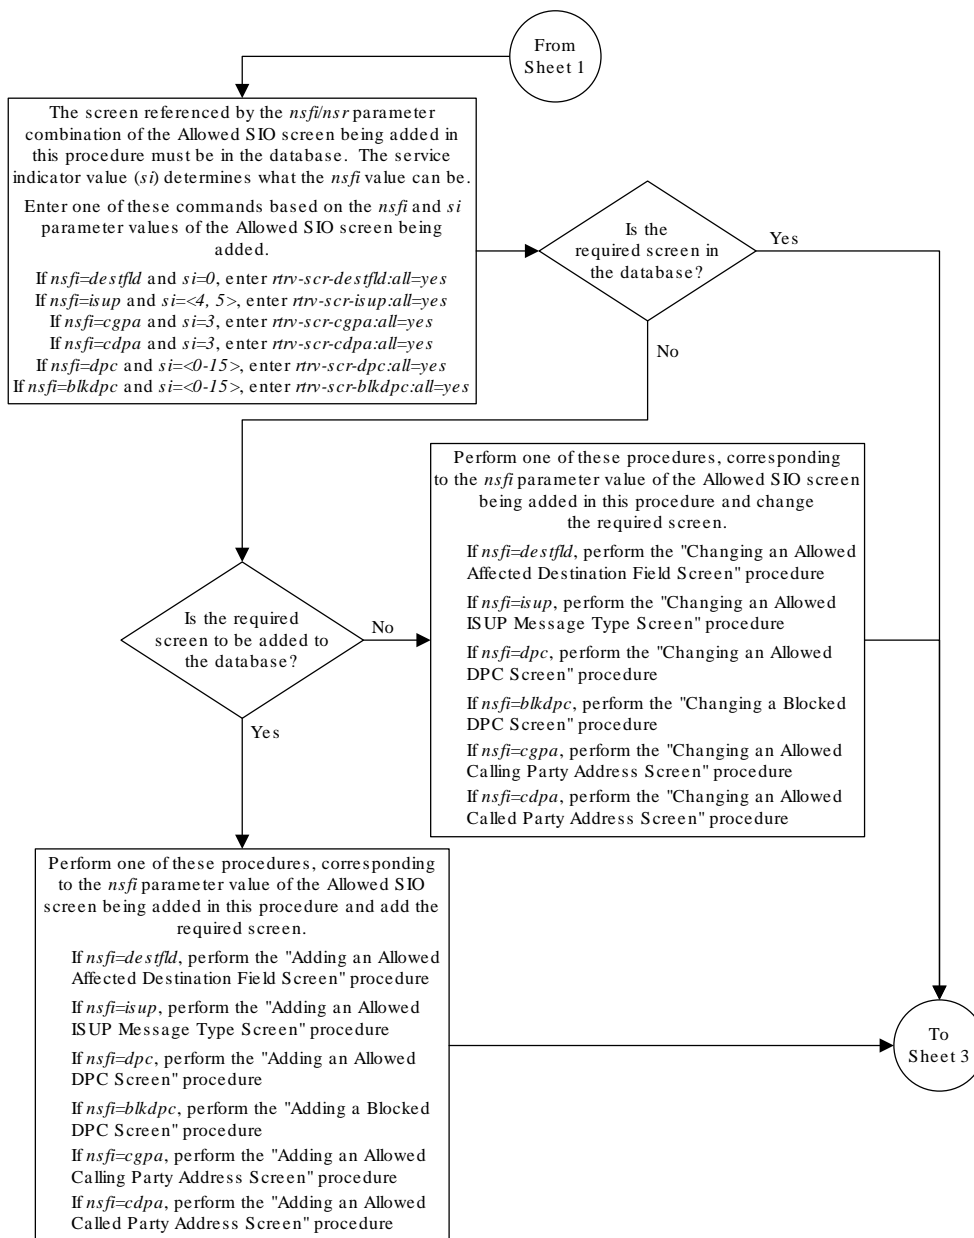 From
Sheet 1
The screen referenced by the nsfi/nsr parameter
combination of the Allowed SIO screen being added in
this procedure must be in the database. The service
indicator value (si) determines what the nsfi value can be.
Enter one of these commands based on the nsfi and si
parameter values of the Allowed SIO screen being
added.
If nsfi=destfld and si=0, enter rtrv-scr-destfld:all=yes
If nsfi=isup and si=<4, 5>, enter rtrv-scr-isup:all=yes
If nsfi=cgpa and si=3, enter rtrv-scr-cgpa:all=yes
If nsfi=cdpa and si=3, enter rtrv-scr-cdpa:all=yes
If nsfi=dpc and si=<0-15>, enter rtrv-scr-dpc:all=yes
If nsfi=blkdpc and si=<0-15>, enter rtrv-scr-blkdpc:all=yes
Is the
required screen in
the database?
Yes
No
Is the required
screen to be added to
the database?
No
Yes
Perform one of these procedures, corresponding
to the nsfi parameter value of the Allowed SIO screen
being added in this procedure and change
the required screen.
If nsfi=destfld, perform the "Changing an Allowed
Affected Destination Field Screen" procedure
If nsfi=isup, perform the "Changing an Allowed
ISUP Message Type Screen" procedure
If nsfi=dpc, perform the "Changing an Allowed
DPC Screen" procedure
If nsfi=blkdpc, perform the "Changing a Blocked
DPC Screen" procedure
If nsfi=cgpa, perform the "Changing an Allowed
Calling Party Address Screen" procedure
If nsfi=cdpa, perform the "Changing an Allowed
Called Party Address Screen" procedure
Perform one of these procedures, corresponding
to the nsfi parameter value of the Allowed SIO
screen being added in this procedure and add the
required screen.
If nsfi=destfld, perform the "Adding an Allowed
Affected Destination Field Screen" procedure
If nsfi=isup, perform the "Adding an Allowed
ISUP Message Type Screen" procedure
If nsfi=dpc, perform the "Adding an Allowed
DPC Screen" procedure
If nsfi=blkdpc, perform the "Adding a Blocked
DPC Screen" procedure
If nsfi=cgpa, perform the "Adding an Allowed
Calling Party Address Screen" procedure
If nsfi=cdpa, perform the "Adding an Allowed
Called Party Address Screen" procedure
To
Sheet 3